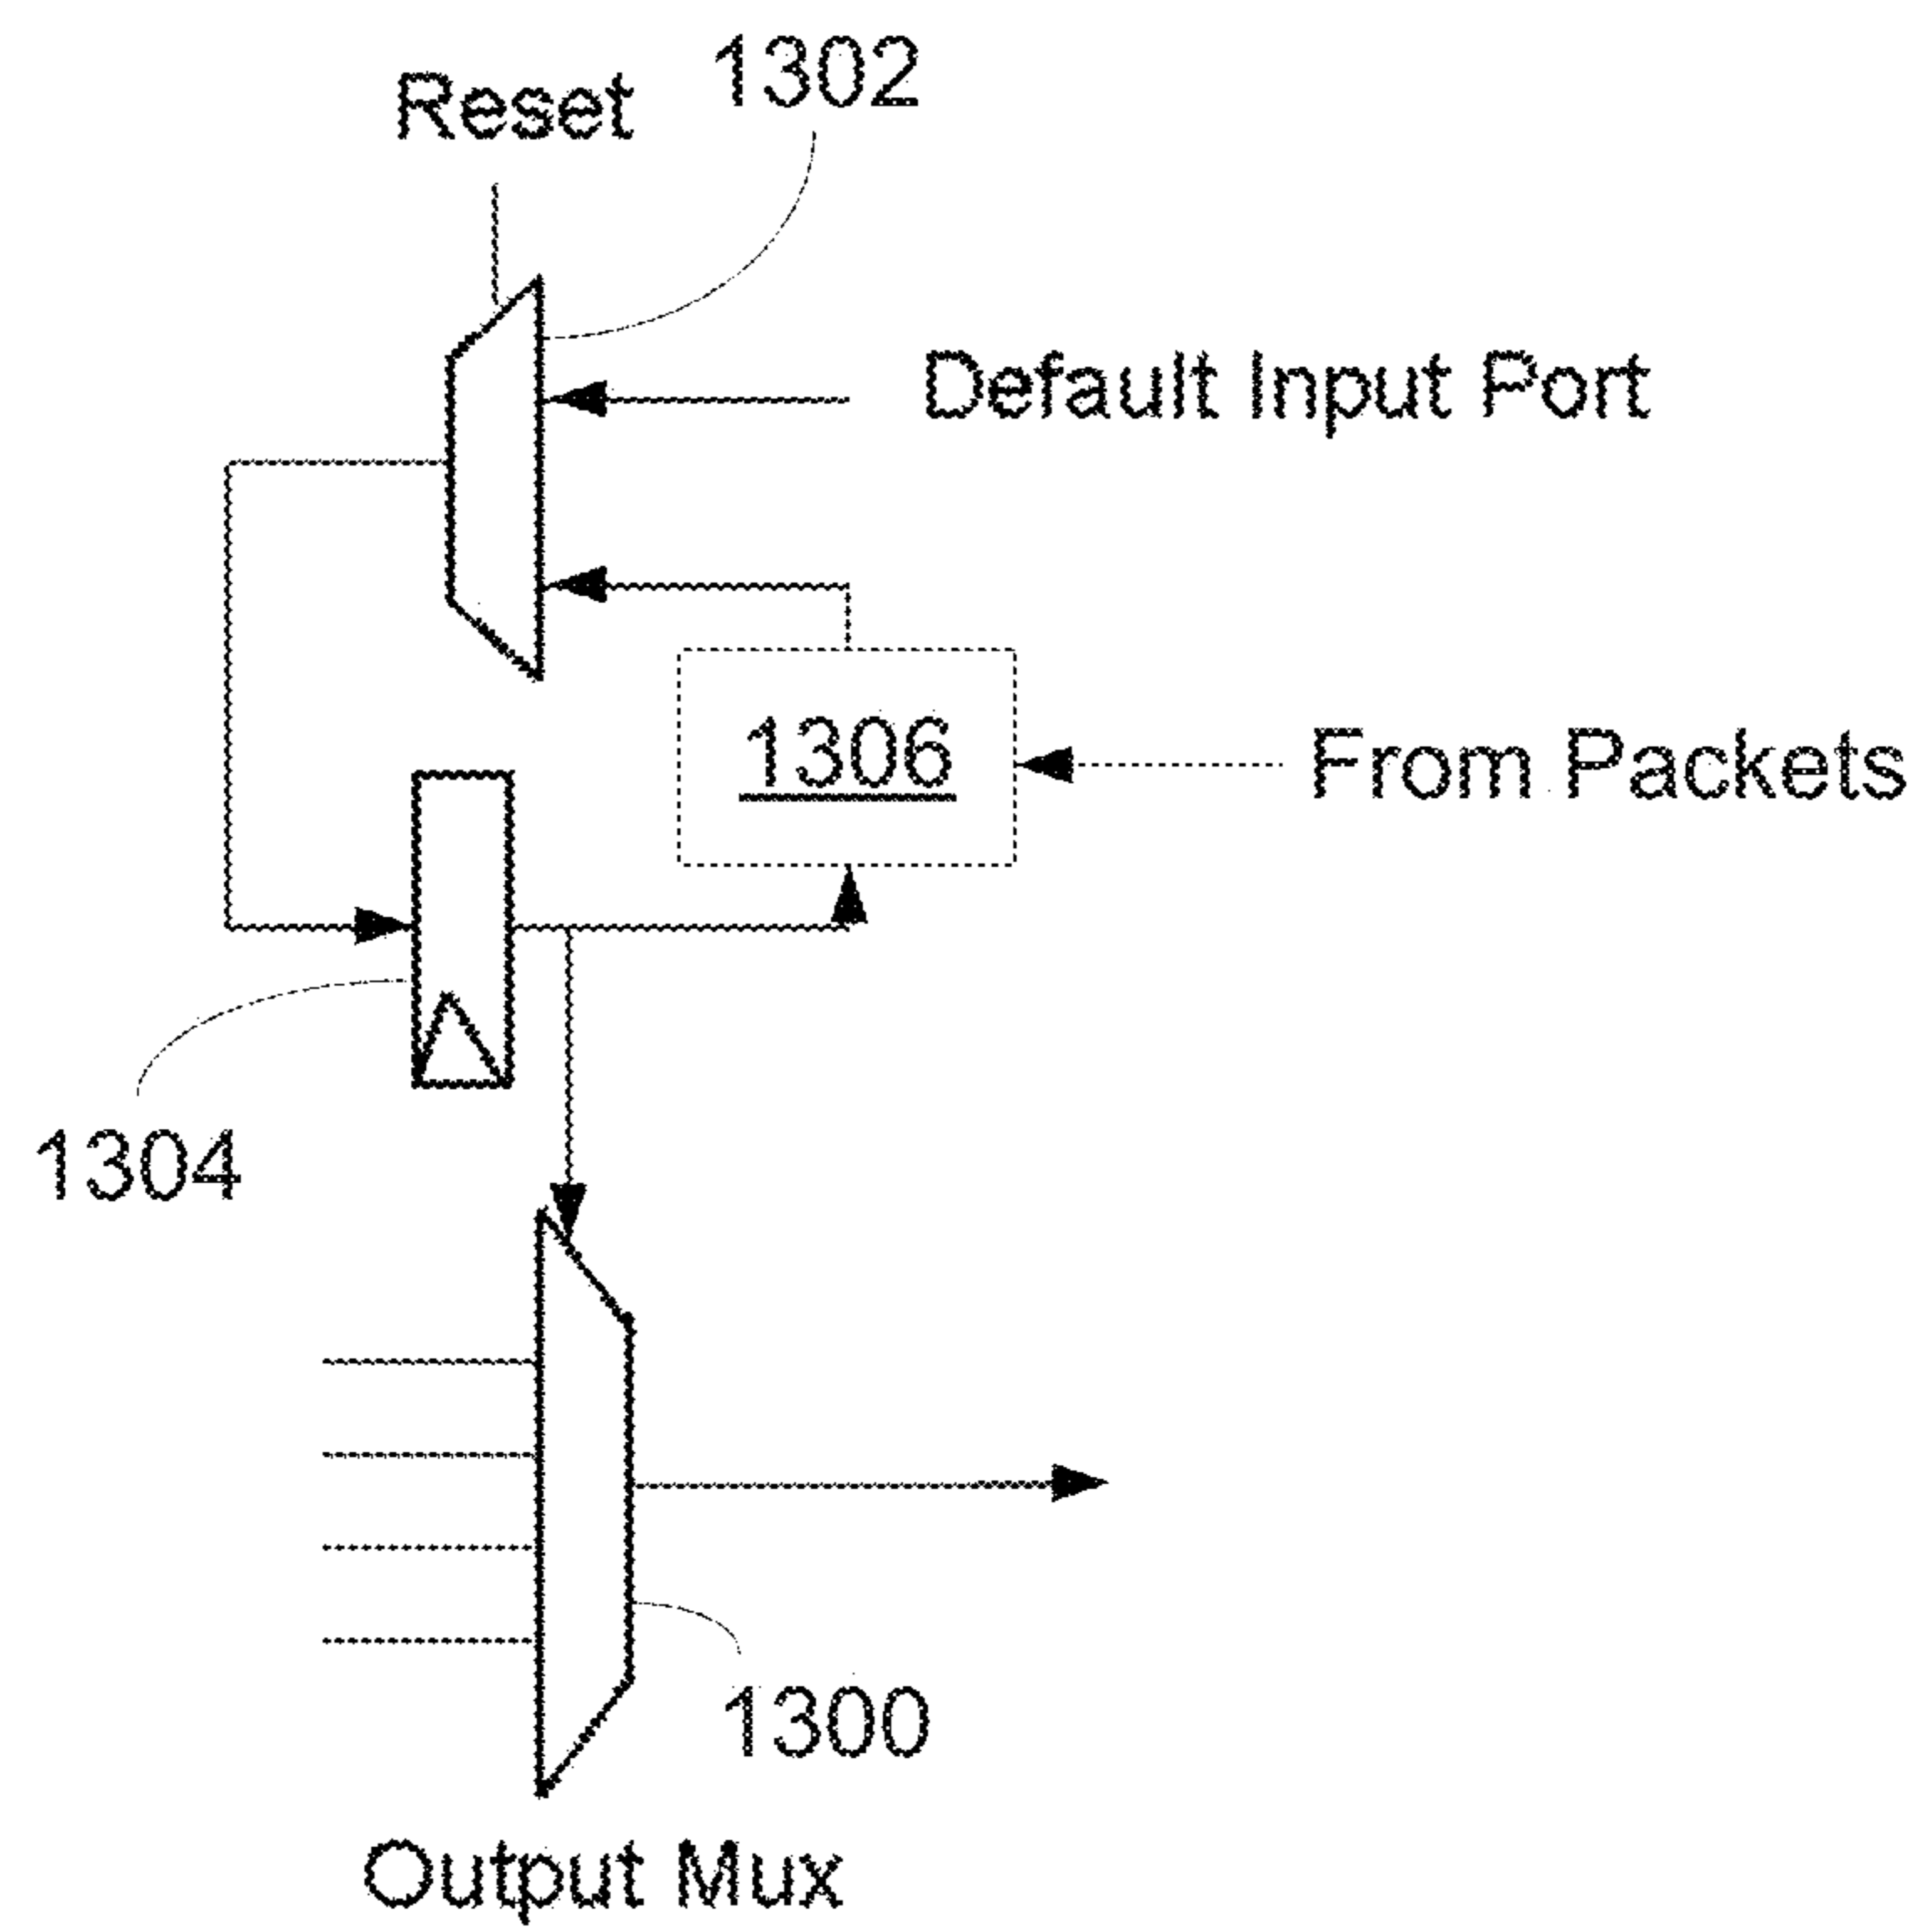 Reset
1302
Default Input Port
1306
From Packets
1304
1300
Output Mux